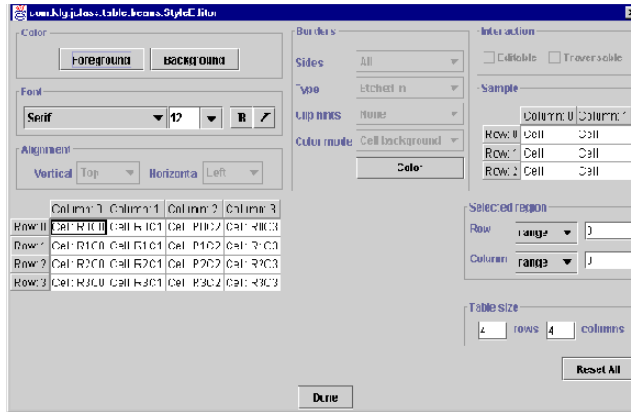 com.klg.jclass.table.beans.StyleEditor
Color
Foreground Background
Font
Serif 12 B I
Alignment
Vertical Top Horizontal Left
Borders
Sides All
Type Etched In
Clip hints None
Color mode Cell background
Color
Interaction
Editable Traversable
Sample
Column: 0 Column: 1
Row: 0 Cell Cell
Row: 1 Cell Cell
Row: 2 Cell Cell
Column: 0 Column: 1 Column: 2 Column: 3
Row: 0 Cell: R0C0 Cell: R0C1 Cell: R0C2 Cell: R0C3
Row: 1 Cell: R1C0 Cell: R1C1 Cell: R1C2 Cell: R1C3
Row: 2 Cell: R2C0 Cell: R2C1 Cell: R2C2 Cell: R2C3
Row: 3 Cell: R3C0 Cell: R3C1 Cell: R3C2 Cell: R3C3
Selected region
Row range 0
Column range 0
Table size
4 rows 4 columns
Reset All
Done